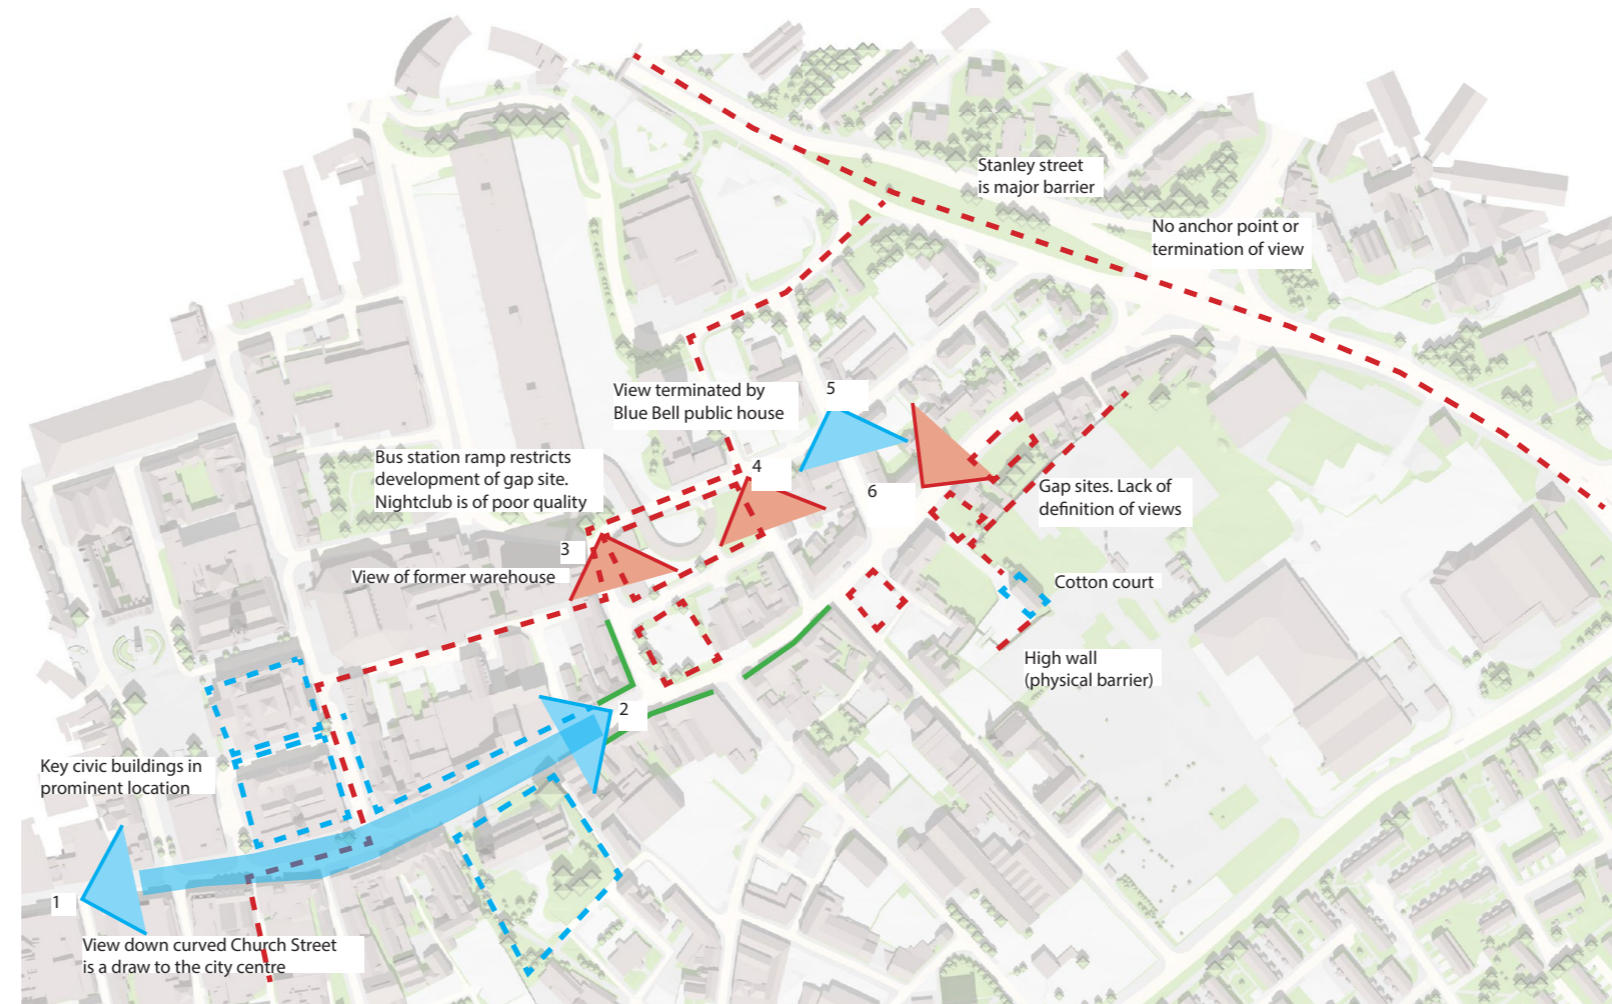 Stanley street
is major barrier
No anchor point or
termination of view
View terminated by
Blue Bell public house
5
Bus station ramp restricts
development of gap site.
Nightclub is of poor quality
4
6
Gap sites. Lack of
definition of views
3
View of former warehouse
Cotton court
High wall
(physical barrier)
2
Key civic buildings in
prominent location
1
View down curved Church Street
is a draw to the city centre